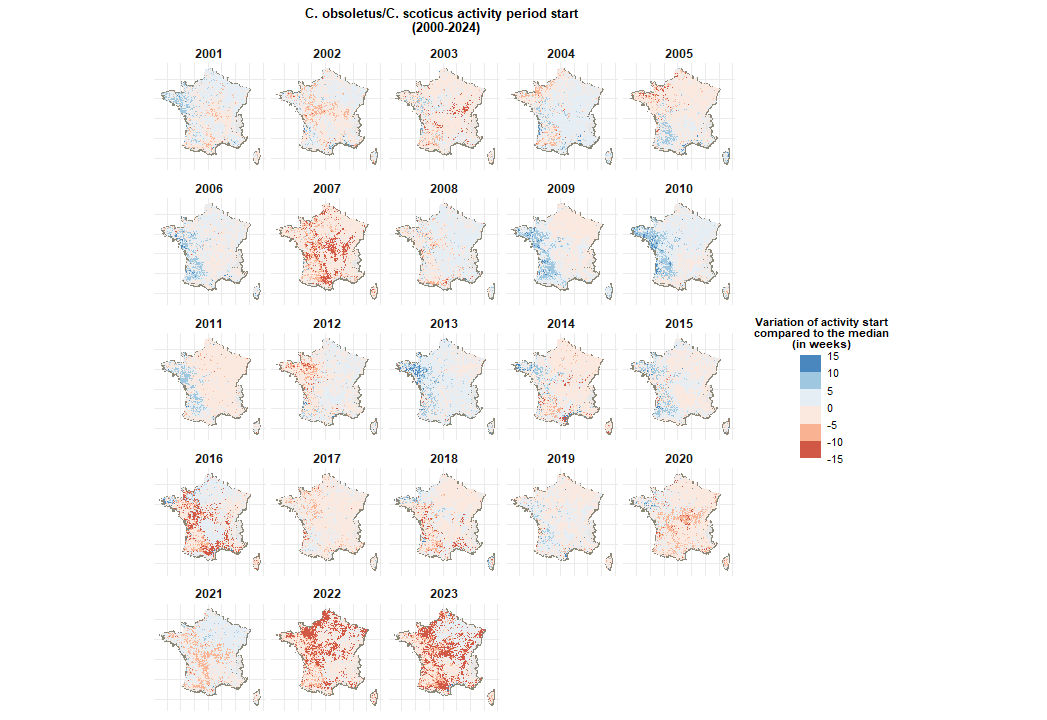 C. obsoletus/C. scoticus activity period start
(2000-2024)
2001 2002 2003 2004 2005
2006 2007 2008 2009 2010
2011 2012 2013 2014 2015
2016 2017 2018 2019 2020
2021 2022 2023
Variation of activity start
compared to the median
(in weeks)
15
10
5
0
-5
-10
-15